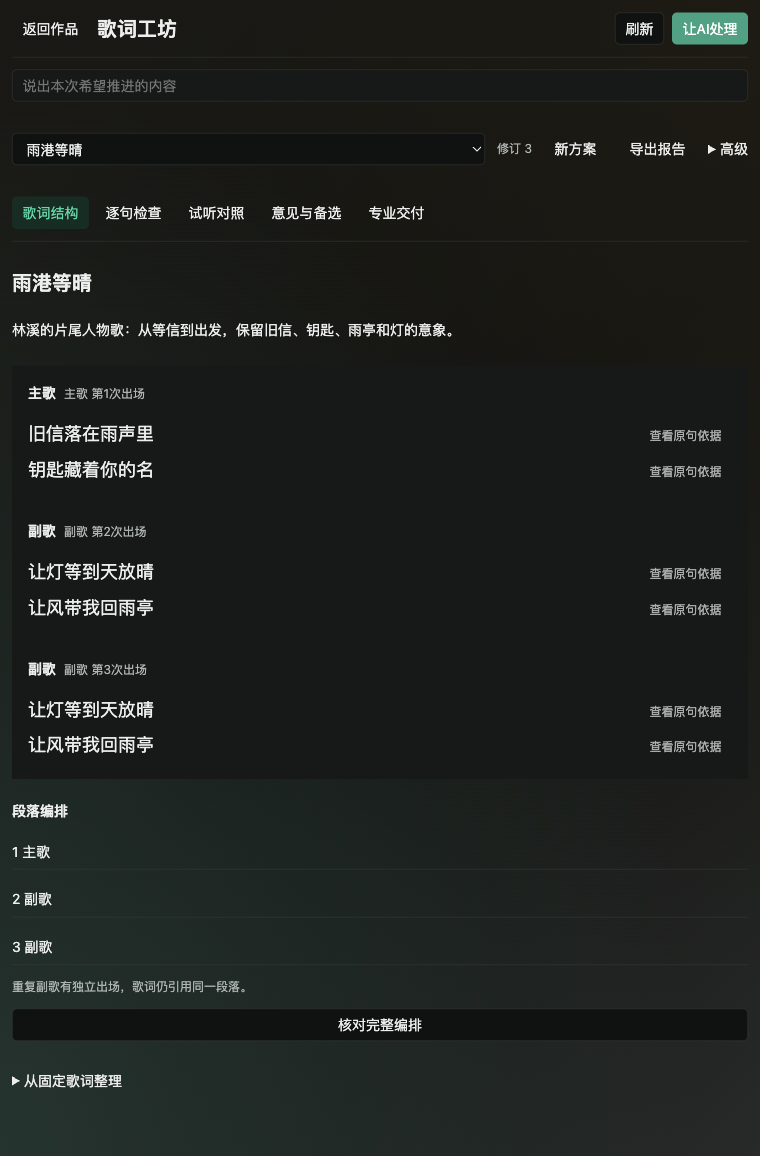 返回作品 歌词工坊 刷新 让AI处理
说出本次希望推进的内容
雨港等晴 修订 3 新方案 导出报告 ▶ 高级
歌词结构 逐句检查 试听对照 意见与备选 专业交付
雨港等晴
林溪的片尾人物歌：从等信到出发，保留旧信、钥匙、雨亭和灯的意象。
主歌 主歌 第1次出场
旧信落在雨声里 查看原句依据
钥匙藏着你的名 查看原句依据
副歌 副歌 第2次出场
让灯等到天放晴 查看原句依据
让风带我回雨亭 查看原句依据
副歌 副歌 第3次出场
让灯等到天放晴 查看原句依据
让风带我回雨亭 查看原句依据
段落编排
1 主歌
2 副歌
3 副歌
重复副歌有独立出场，歌词仍引用同一段落。
核对完整编排
▶ 从固定歌词整理